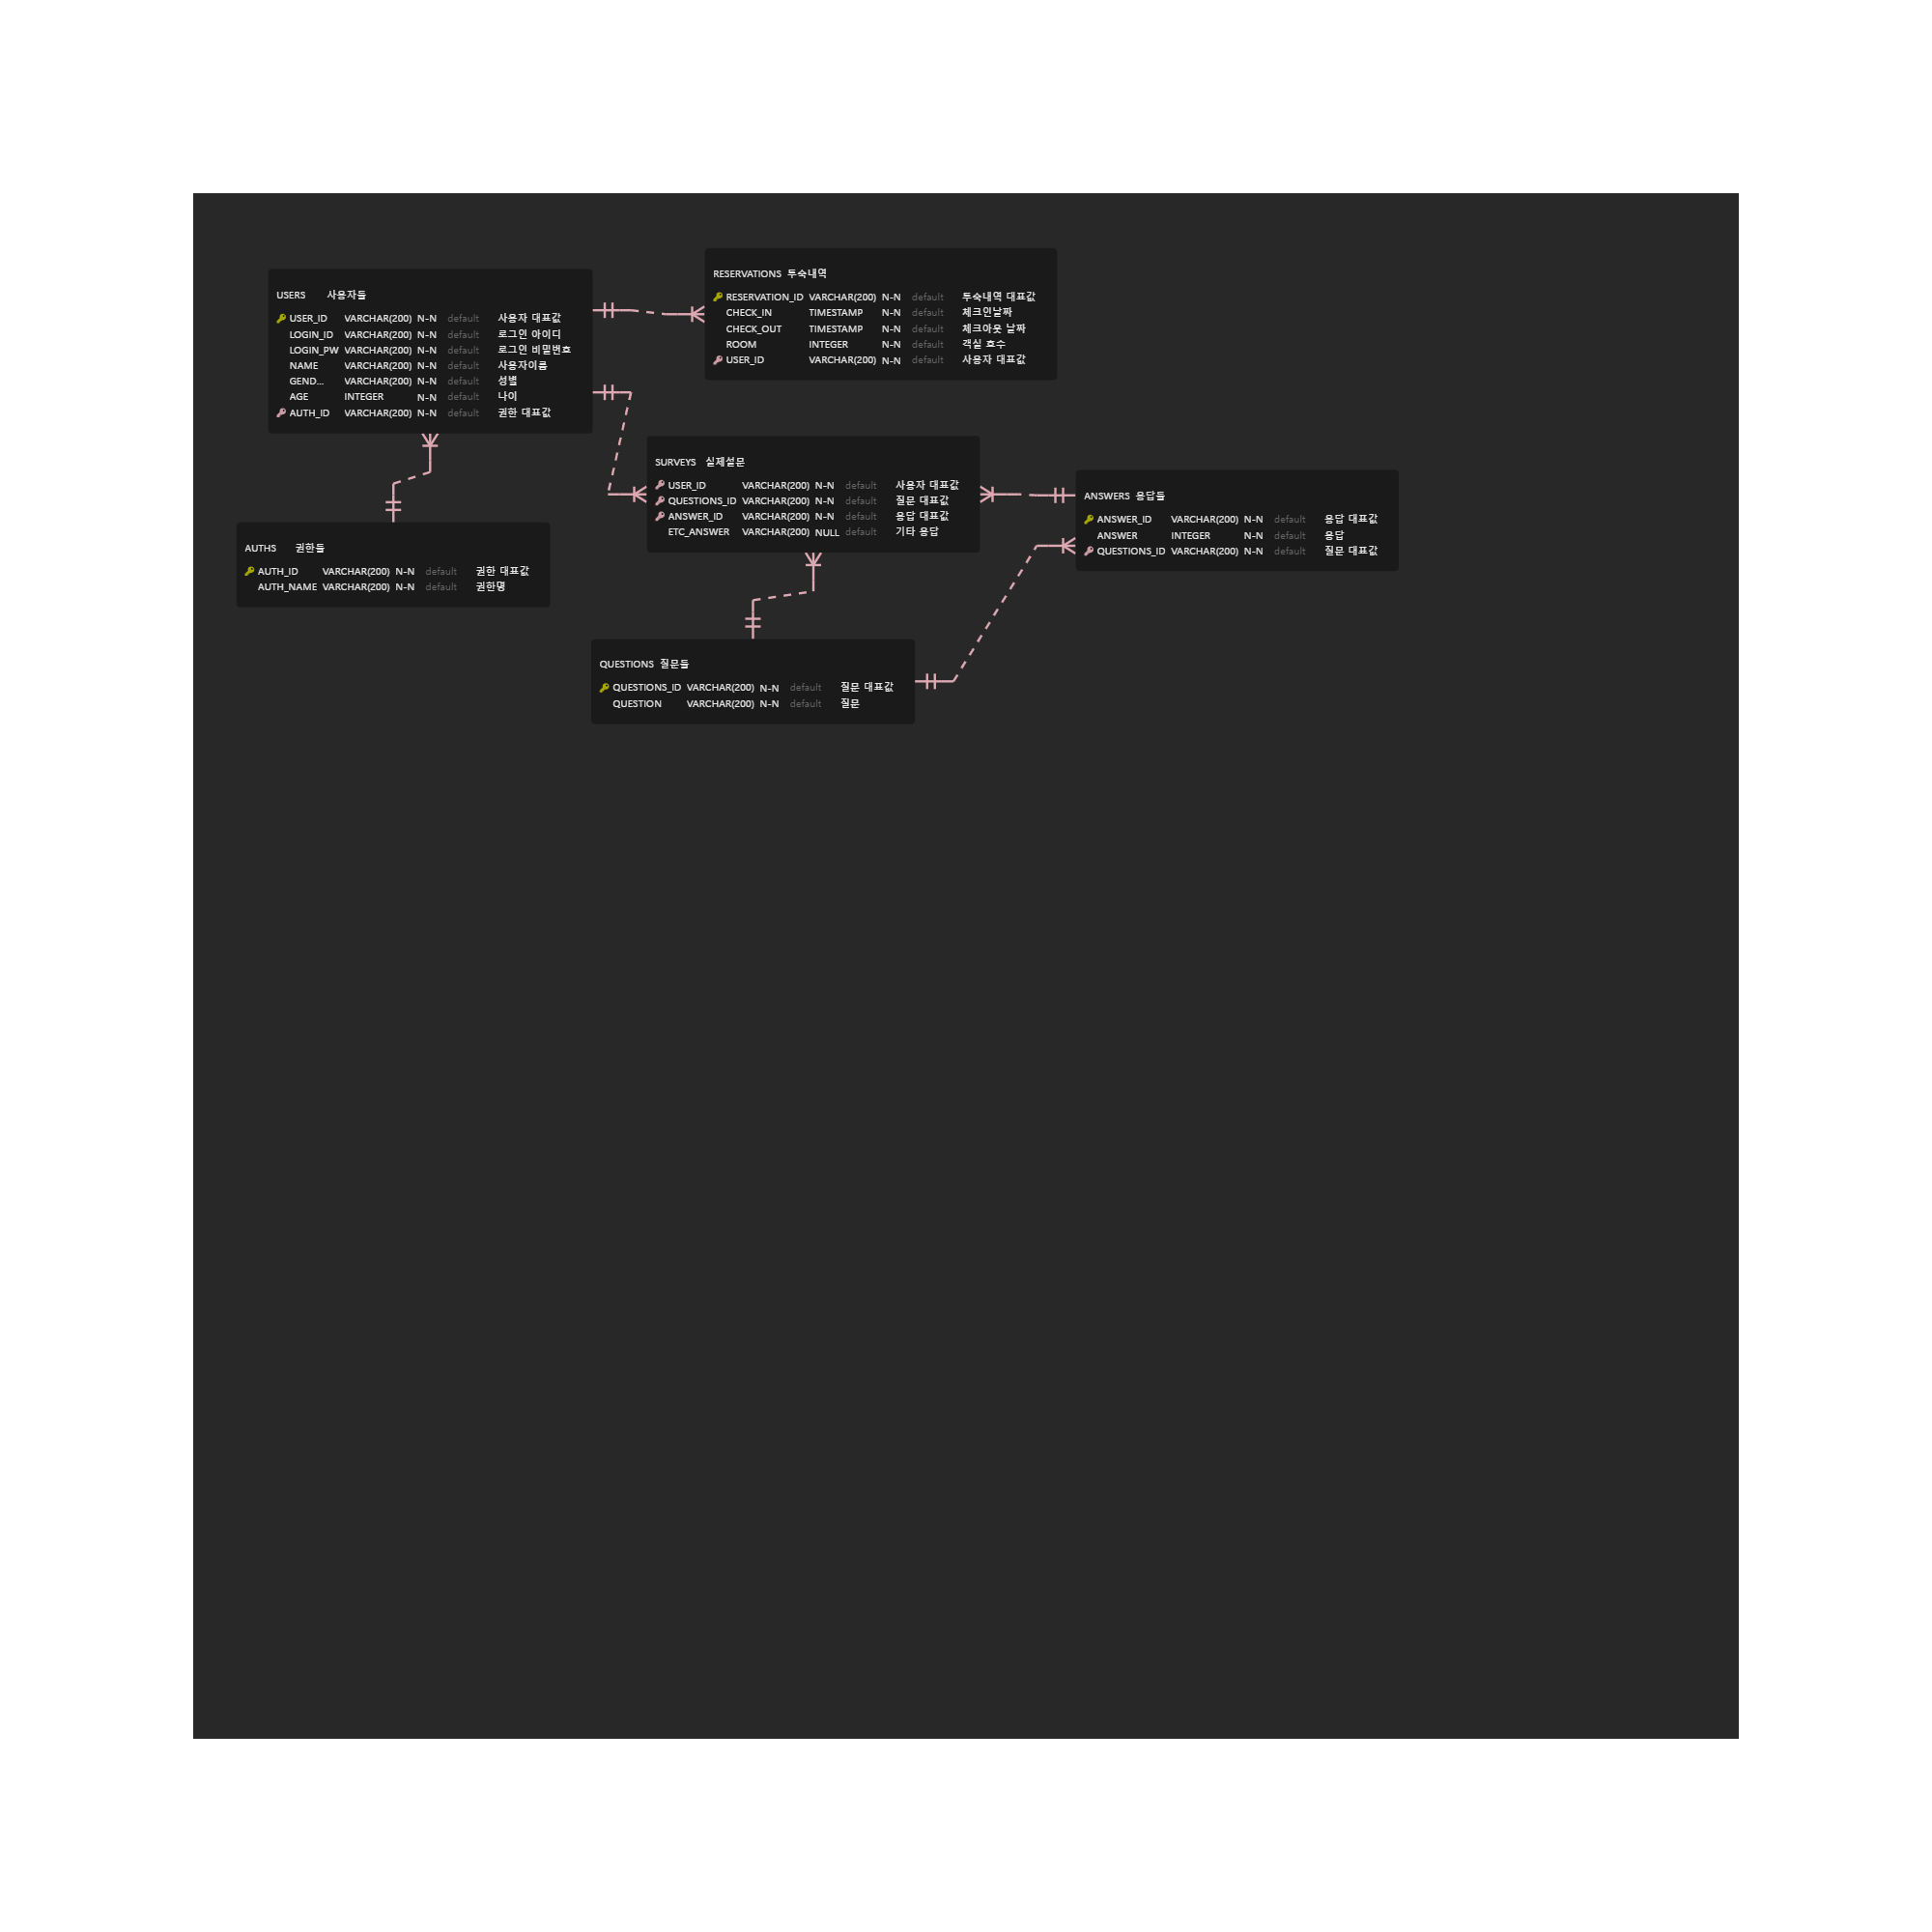 USERS 사용자들
USER_ID VARCHAR(200) N-N default 사용자 대표값
LOGIN_ID VARCHAR(200) N-N default 로그인 아이디
LOGIN_PW VARCHAR(200) N-N default 로그인 비밀번호
NAME VARCHAR(200) N-N default 사용자이름
GEND... VARCHAR(200) N-N default 성별
AGE INTEGER N-N default 나이
AUTH_ID VARCHAR(200) N-N default 권한 대표값
RESERVATIONS 투숙내역
RESERVATION_ID VARCHAR(200) N-N default 투숙내역 대표값
CHECK_IN TIMESTAMP N-N default 체크인날짜
CHECK_OUT TIMESTAMP N-N default 체크아웃 날짜
ROOM INTEGER N-N default 객실 호수
USER_ID VARCHAR(200) N-N default 사용자 대표값
SURVEYS 실제설문
USER_ID VARCHAR(200) N-N default 사용자 대표값
QUESTIONS_ID VARCHAR(200) N-N default 질문 대표값
ANSWER_ID VARCHAR(200) N-N default 응답 대표값
ETC_ANSWER VARCHAR(200) NULL default 기타 응답
ANSWERS 응답들
ANSWER_ID VARCHAR(200) N-N default 응답 대표값
ANSWER INTEGER N-N default 응답
QUESTIONS_ID VARCHAR(200) N-N default 질문 대표값
AUTHS 권한들
AUTH_ID VARCHAR(200) N-N default 권한 대표값
AUTH_NAME VARCHAR(200) N-N default 권한명
QUESTIONS 질문들
QUESTIONS_ID VARCHAR(200) N-N default 질문 대표값
QUESTION VARCHAR(200) N-N default 질문